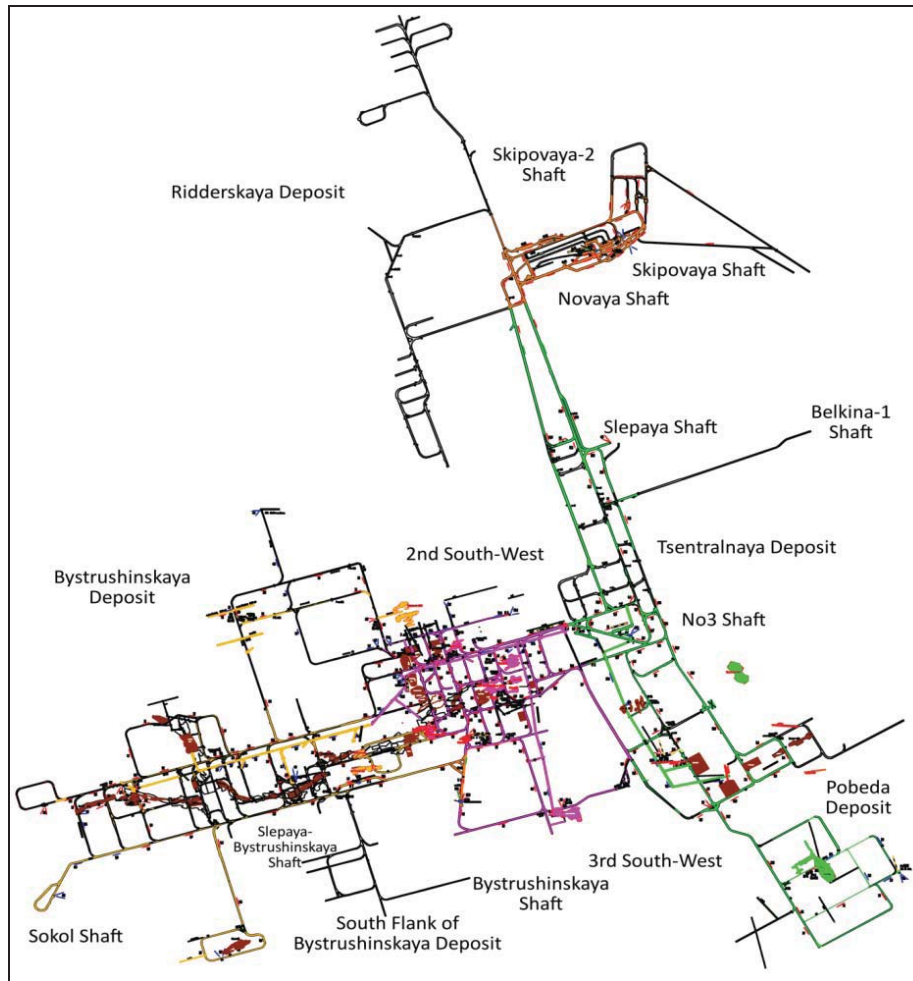 Skipovaya-2
Shaft
Ridderskaya Deposit
Skipovaya Shaft
Novaya Shaft
Belkina-1
Shaft
Slepaya Shaft
2nd South-West
Tsentralnaya Deposit
Bystrushinskaya
Deposit
No3 Shaft
Pobeda
Deposit
Slepaya-
Bystrushinskaya
Shaft
3rd South-West
Bystrushinskaya
Shaft
South Flank of
Bystrushinskaya Deposit
Sokol Shaft